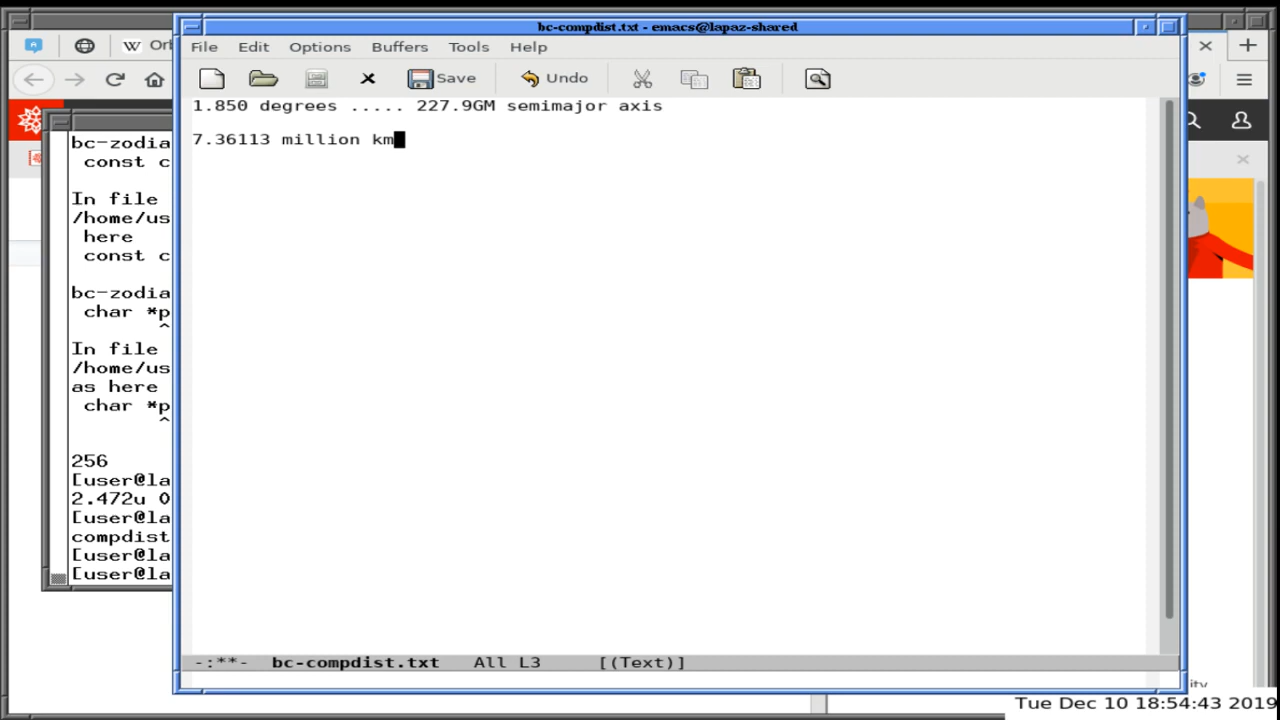 bc-compdist.txt - emacs@lapaz-shared
W Orb
File Edit Options Buffers Tools Help
Save Undo
1.850 degrees ..... 227.9GM semimajor axis
7.36113 million km
bc-zodia
const c
In file
/home/us
here
const c
bc-zodia
char *p
^
In file
/home/us
as here
char *p
^
256
[user@la
2.472u 0
[user@la
compdist
[user@la
[user@la
-:**- bc-compdist.txt All L3 [(Text)]
ity
Tue Dec 10 18:54:43 2019